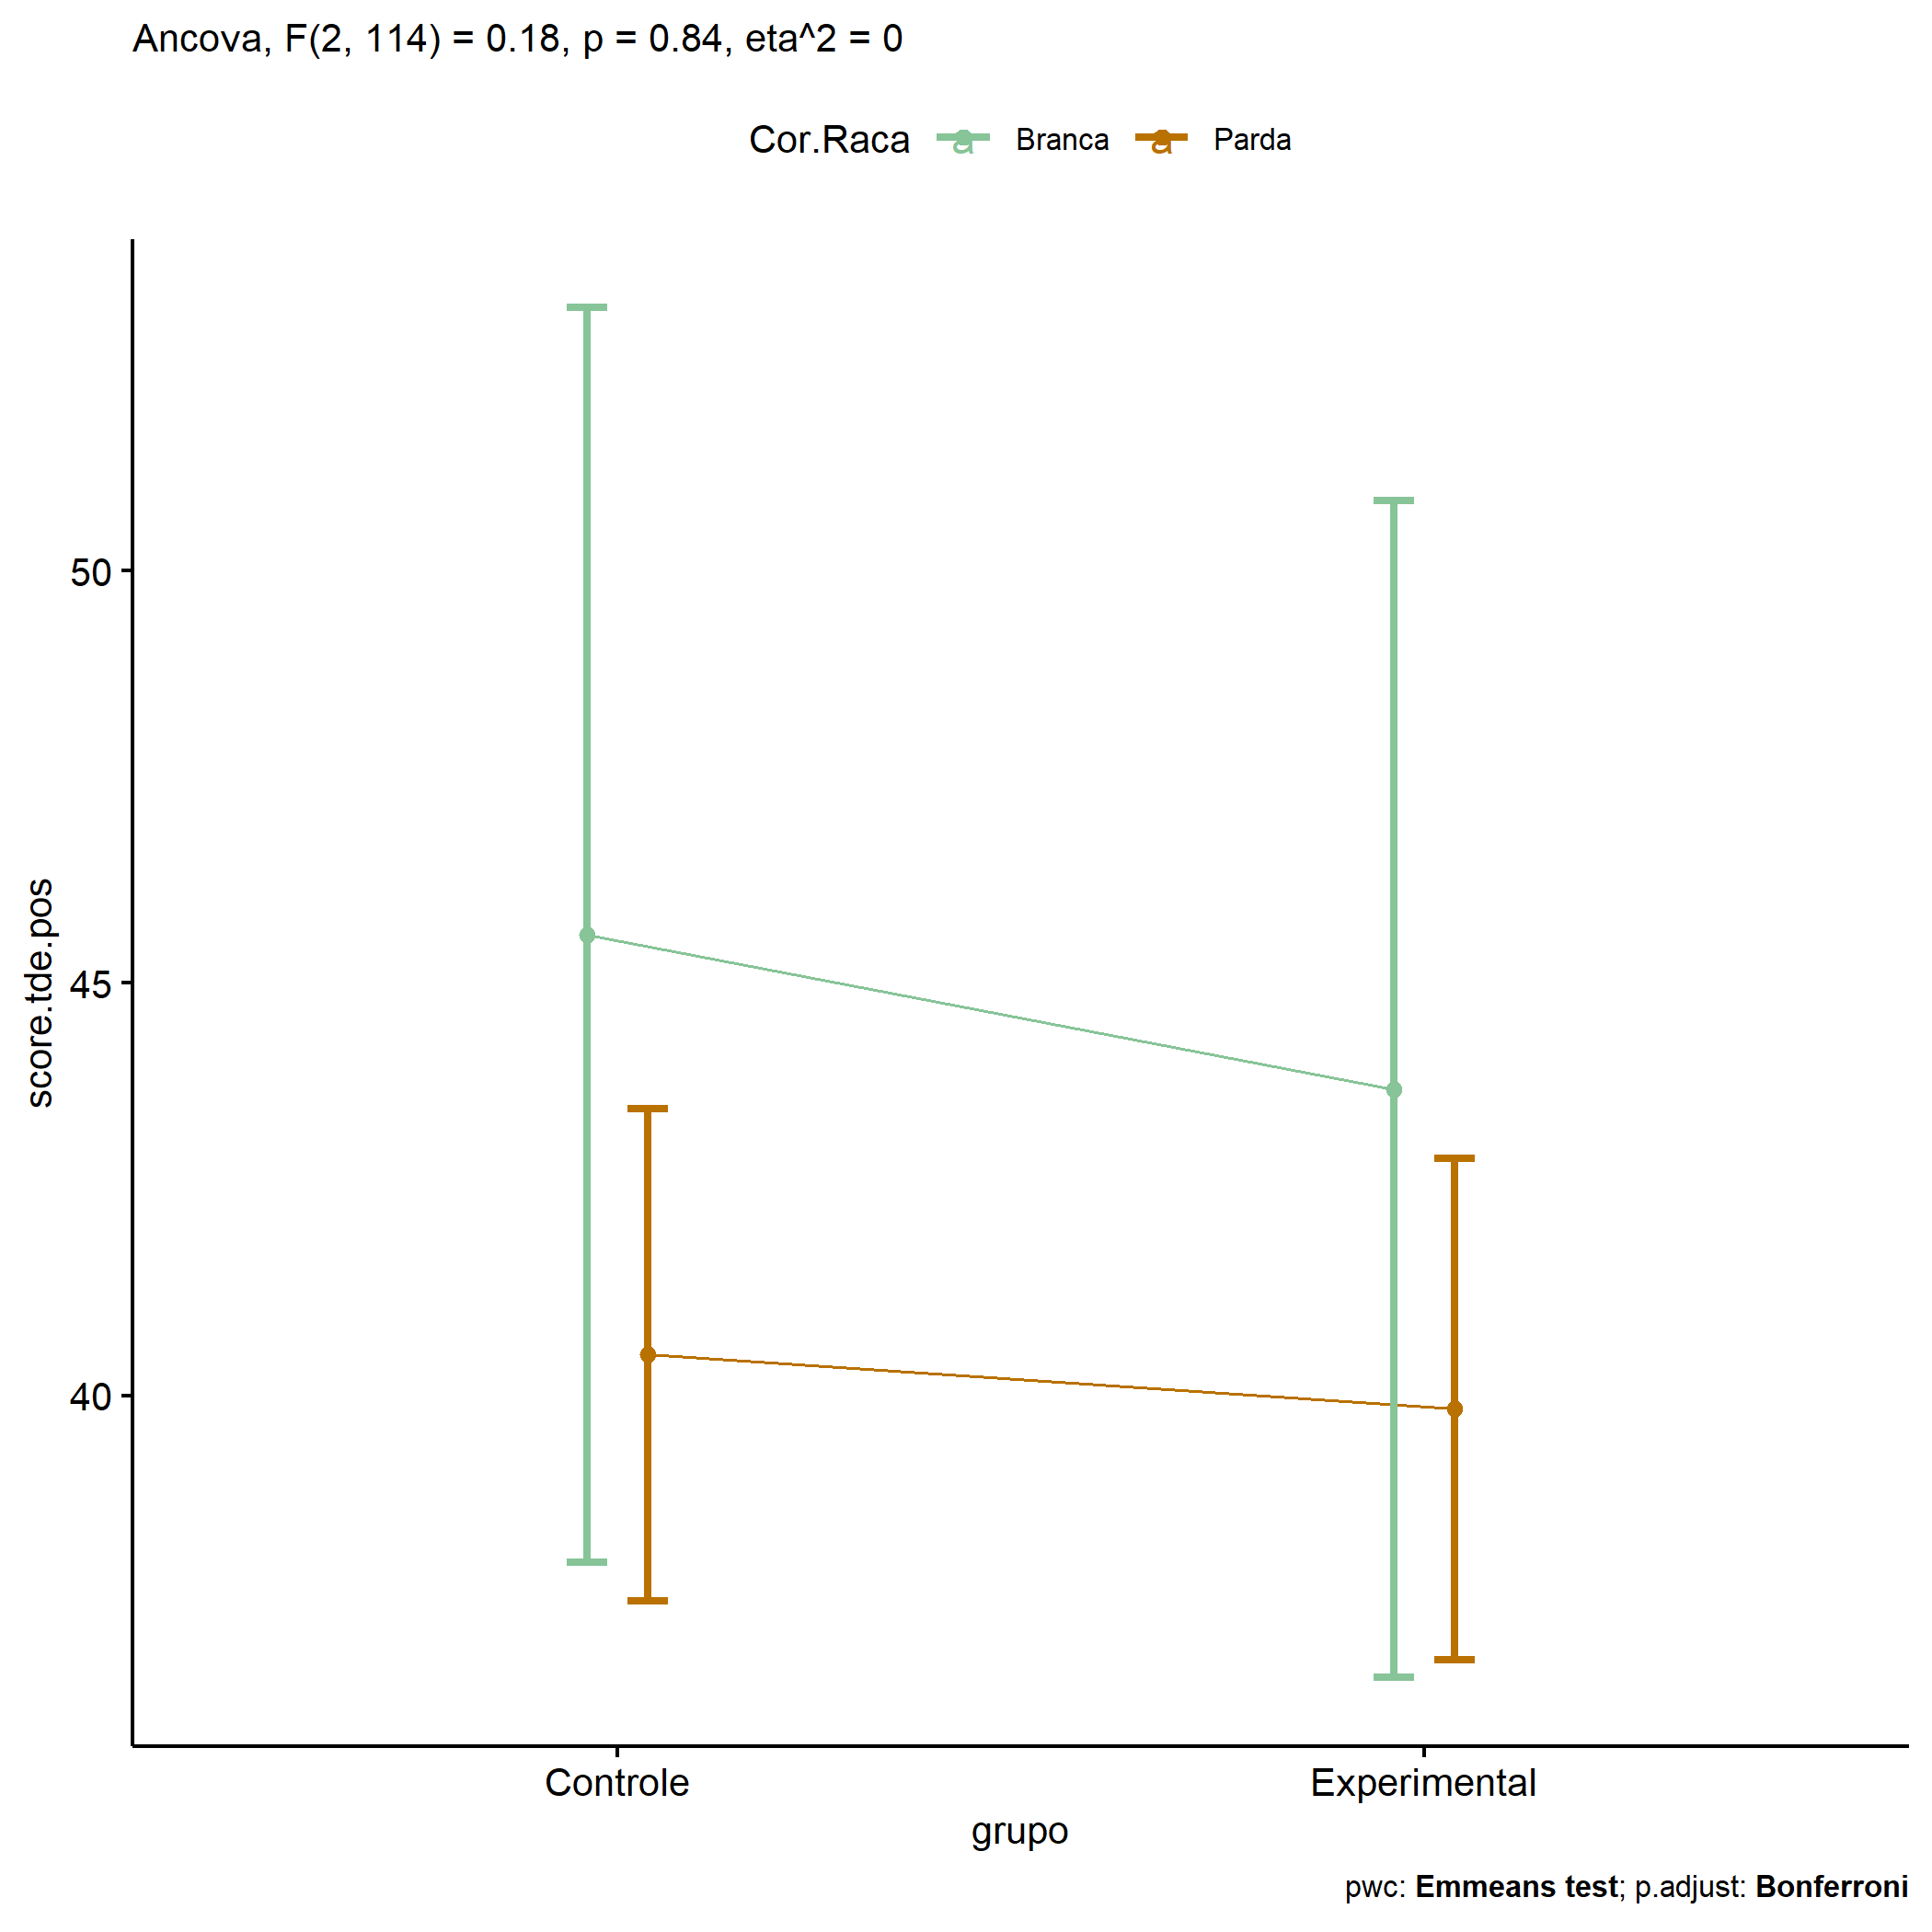 Ancova, F(2, 114) = 0.18, p = 0.84, eta^2 = 0
Cor.Raca a Branca a Parda
score.tde.pos
50
45
40
Controle Experimental
grupo
pwc: Emmeans test; p.adjust: Bonferroni